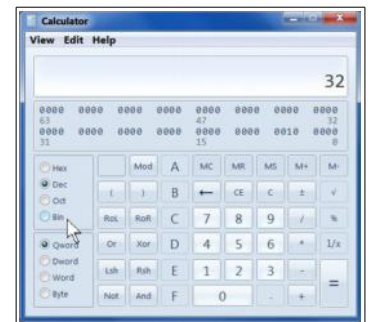 Calculator
View Edit Help
32
0000 0000 0000 0000 0000 0000 0000 0000
63 47 32
0000 0000 0000 0000 0000 0000 0010 0000
31 15 0
Hex Mod A MC MR MS M+ M-
Dec ( ) B ← CE C ± √
Oct
Bin RoL RoR C 7 8 9 / %
Qword Or Xor D 4 5 6 * 1/x
Dword Lsh Rsh E 1 2 3 - =
Word
Byte Not And F 0 . +